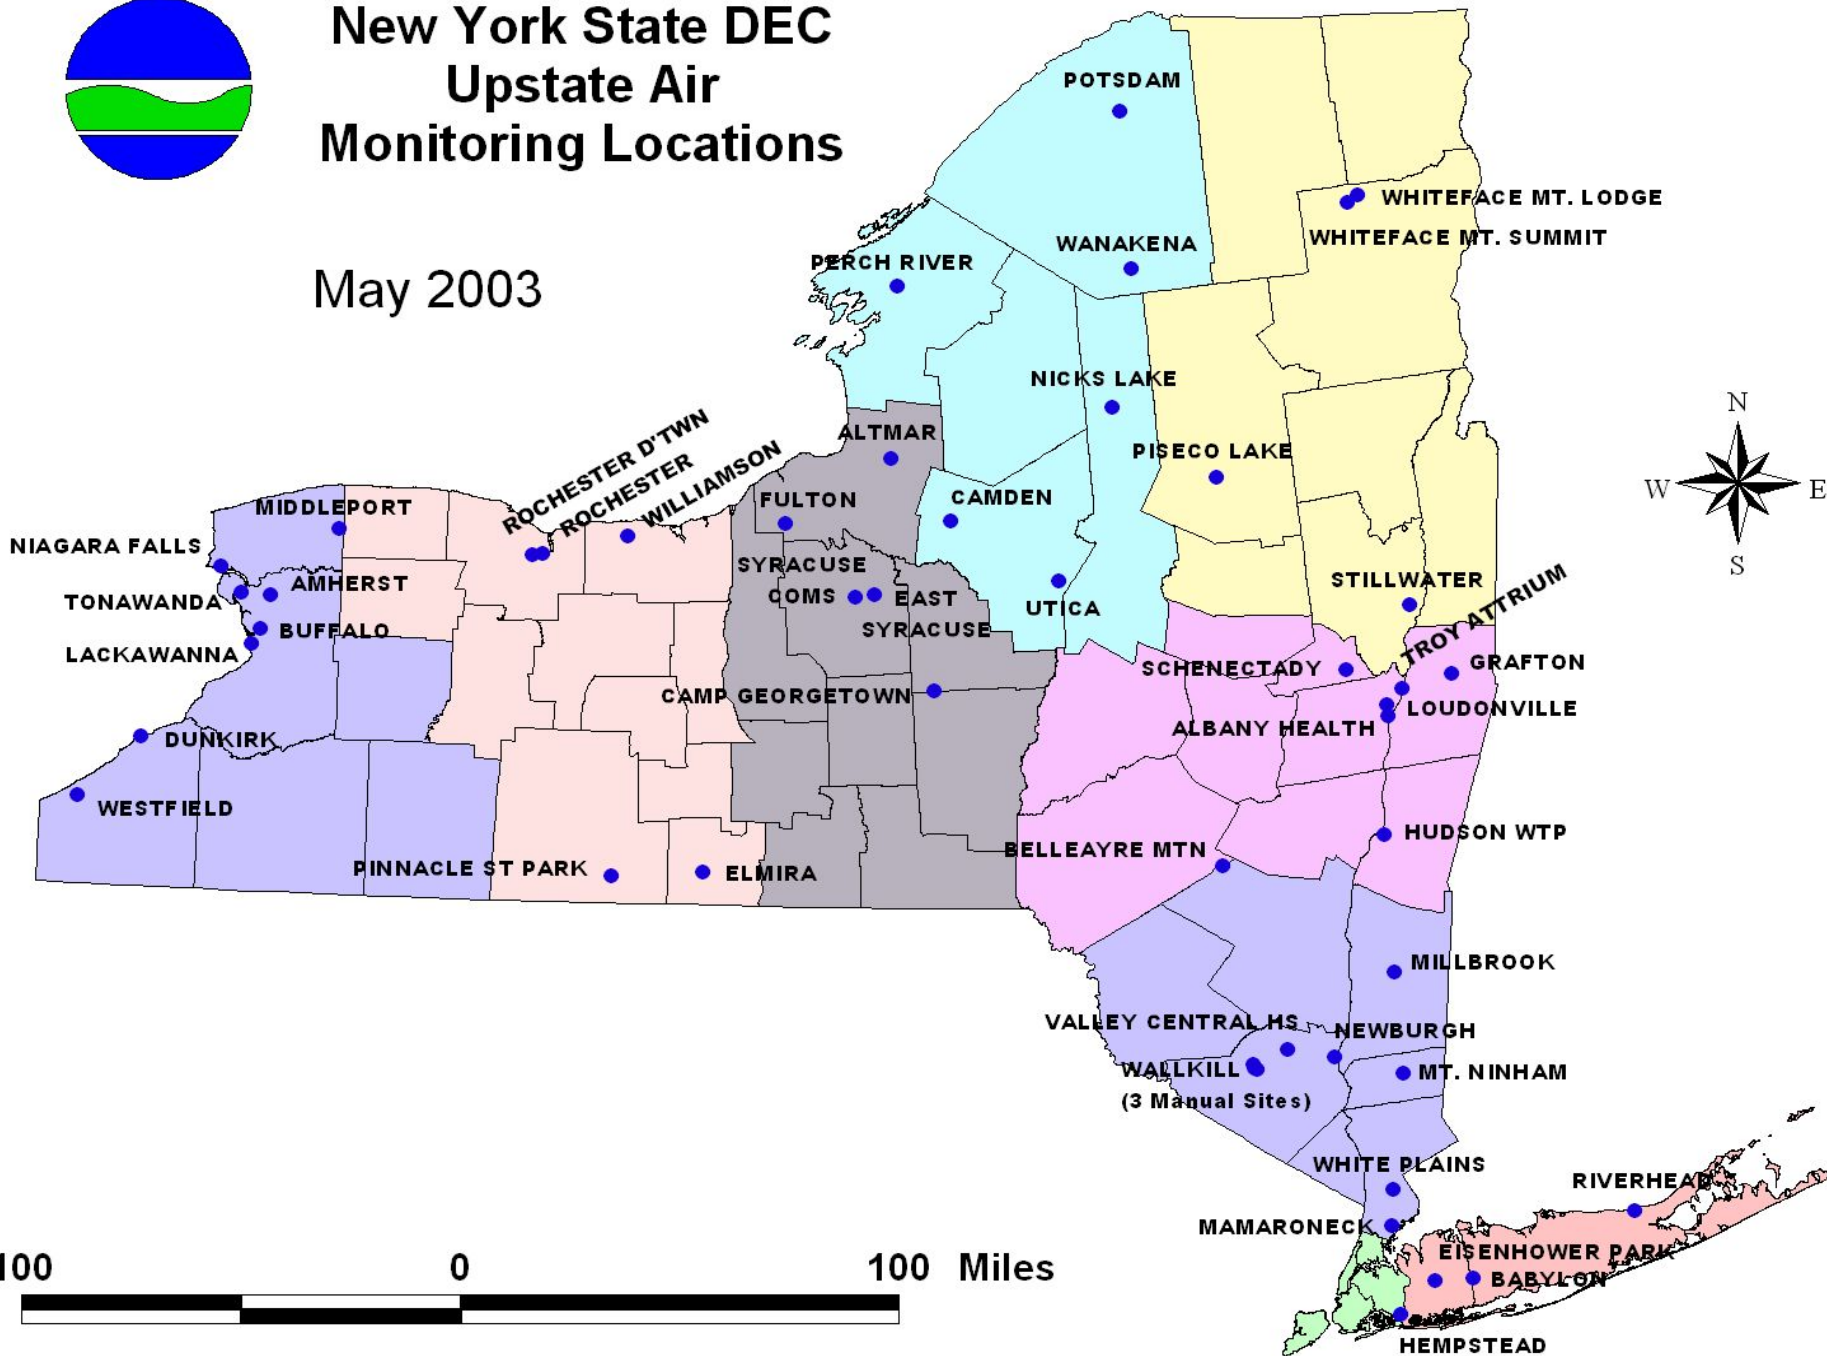 New York State DEC
Upstate Air
Monitoring Locations
May 2003
POTSDAM
WHITEFACE MT. LODGE
WHITEFACE MT. SUMMIT
WANAKENA
PERCH RIVER
NICKS LAKE
N
W E
S
ALTMAR
PISECO LAKE
ROCHESTER D'TWN
ROCHESTER
WILLIAMSON
FULTON
CAMDEN
MIDDLEPORT
NIAGARA FALLS
AMHERST
TONAWANDA
BUFFALO
LACKAWANNA
SYRACUSE
COMS
EAST
SYRACUSE
UTICA
STILLWATER
TROY ATTRIUM
SCHENECTADY
GRAFTON
CAMP GEORGETOWN
LOUDONVILLE
ALBANY HEALTH
DUNKIRK
WESTFIELD
HUDSON WTP
BELLEAYRE MTN
PINNACLE ST PARK
ELMIRA
MILLBROOK
VALLEY CENTRAL HS
NEWBURGH
WALLKILL
(3 Manual Sites)
MT. NINHAM
WHITE PLAINS
RIVERHEAD
MAMARONECK
EISENHOWER PARK
BABYLON
HEMPSTEAD
100 0 100 Miles